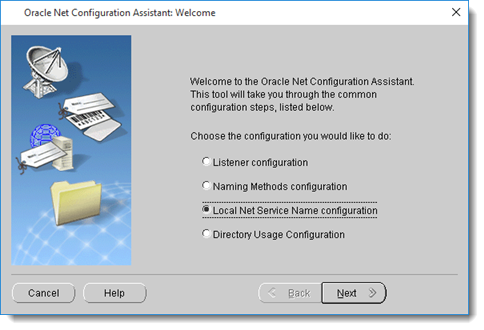 Oracle Net Configuration Assistant: Welcome
Welcome to the Oracle Net Configuration Assistant.
This tool will take you through the common
configuration steps, listed below.
Choose the configuration you would like to do:
Listener configuration
Naming Methods configuration
Local Net Service Name configuration
Directory Usage Configuration
Cancel
Help
Back
Next